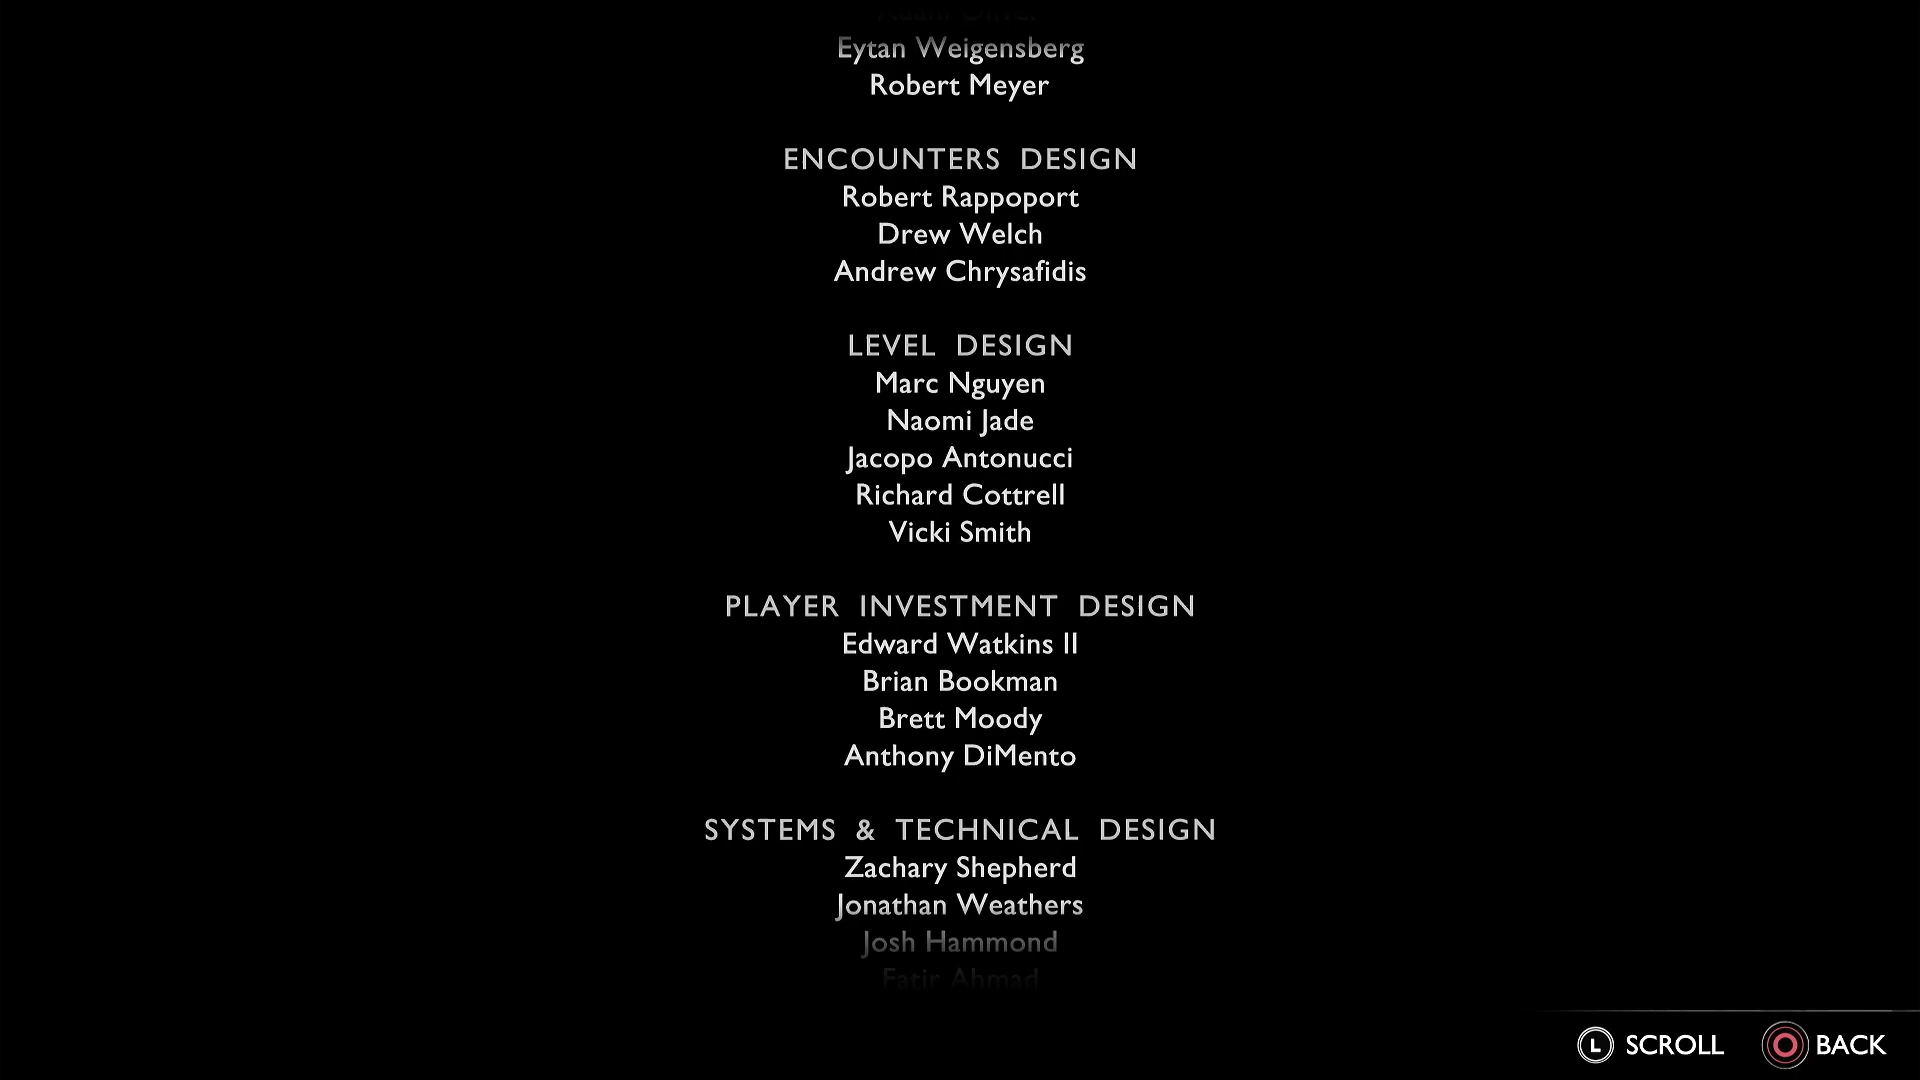 Eytan Weigensberg
Robert Meyer
ENCOUNTERS DESIGN
Robert Rappoport
Drew Welch
Andrew Chrysafidis
LEVEL DESIGN
Marc Nguyen
Naomi Jade
Jacopo Antonucci
Richard Cottrell
Vicki Smith
PLAYER INVESTMENT DESIGN
Edward Watkins II
Brian Bookman
Brett Moody
Anthony DiMento
SYSTEMS & TECHNICAL DESIGN
Zachary Shepherd
Jonathan Weathers
Josh Hammond
Fatir Ahmad
L SCROLL
BACK